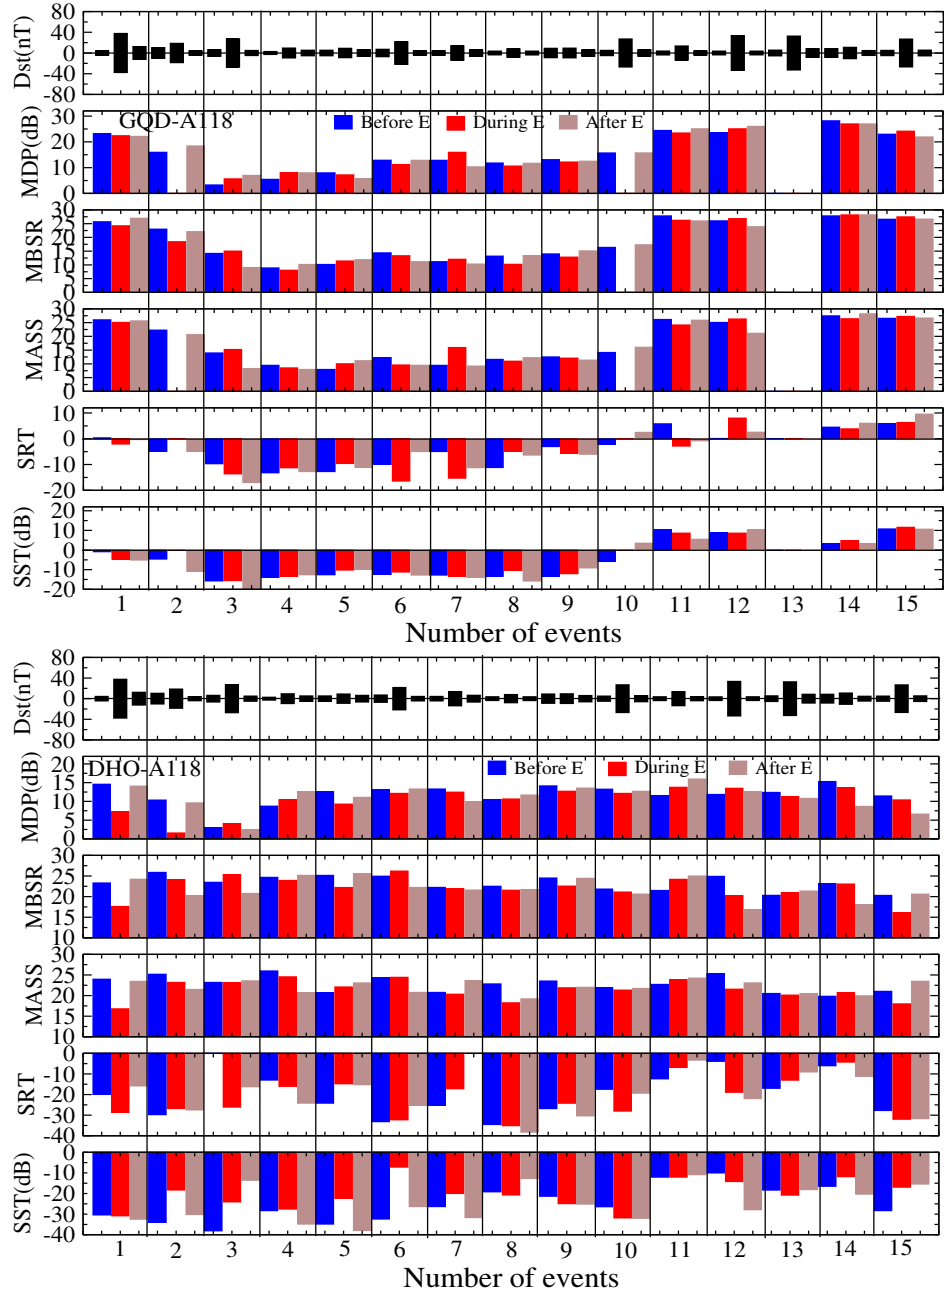 Dst(nT)
80
40
0
-40
-80
GQD-A118
Before E
During E
After E
MDP(dB)
30
20
10
0
MBSR
30
25
20
15
10
5
0
MASS
30
25
20
15
10
5
0
SRT
10
0
-10
-20
SST(dB)
20
10
0
-10
-20
1 2 3 4 5 6 7 8 9 10 11 12 13 14 15
Number of events
Dst(nT)
80
40
0
-40
-80
DHO-A118
Before E
During E
After E
MDP(dB)
20
15
10
5
0
MBSR
30
25
20
15
10
MASS
30
25
20
15
10
SRT
0
-10
-20
-30
-40
SST(dB)
0
-10
-20
-30
-40
1 2 3 4 5 6 7 8 9 10 11 12 13 14 15
Number of events